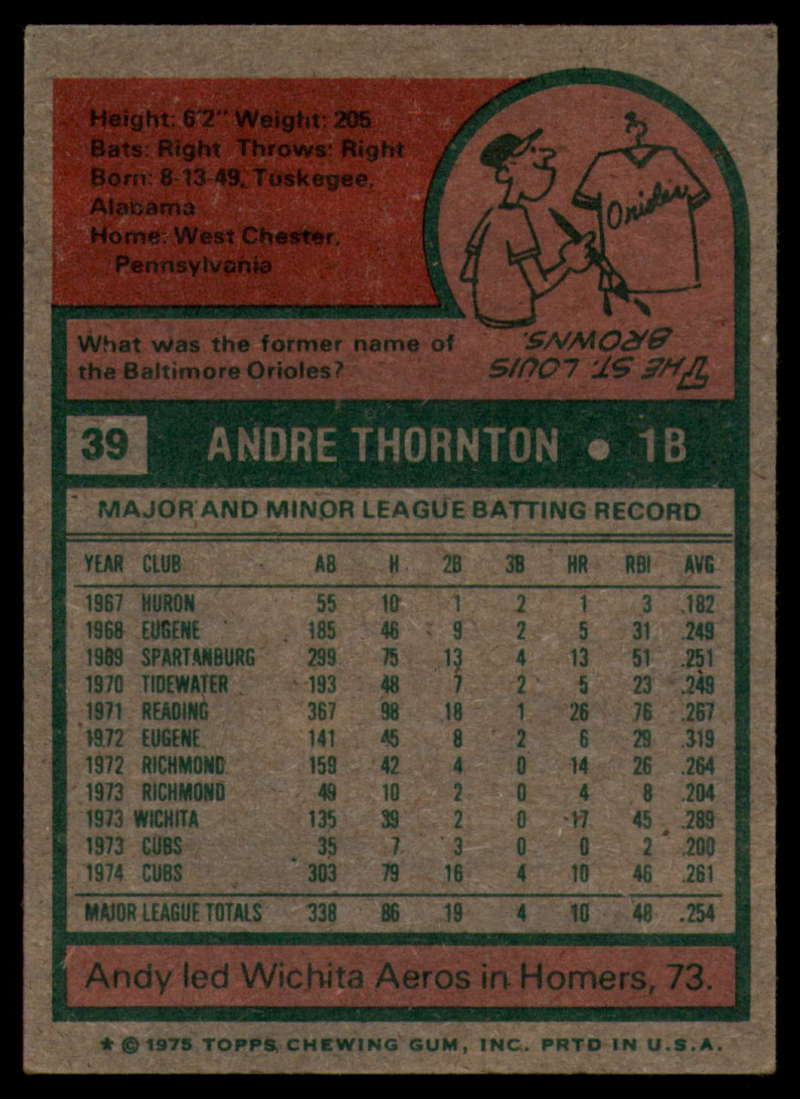 Height: 6'2" Weight: 205
Bats: Right Throws: Right
Born: 8-13-49, Tuskegee,
Alabama
Home: West Chester,
Pennsylvania
Orioles
What was the former name of
the Baltimore Orioles?
THE ST. LOUIS
BROWNS.
39 ANDRE THORNTON • 1B
MAJOR AND MINOR LEAGUE BATTING RECORD
YEAR CLUB AB H 2B 3B HR RBI AVG
1967 HURON 55 10 1 2 1 3 .182
1968 EUGENE 185 46 9 2 5 31 .249
1969 SPARTANBURG 299 75 13 4 13 51 .251
1970 TIDEWATER 193 48 7 2 5 23 .249
1971 READING 367 98 18 1 26 76 .267
1972 EUGENE 141 45 8 2 6 29 .319
1972 RICHMOND 159 42 4 0 14 26 .264
1973 RICHMOND 49 10 2 0 4 8 .204
1973 WICHITA 135 39 2 0 17 45 .289
1973 CUBS 35 7 3 0 0 2 .200
1974 CUBS 303 79 16 4 10 46 .261
MAJOR LEAGUE TOTALS 338 86 19 4 10 48 .254
Andy led Wichita Aeros in Homers, 73.
* © 1975 TOPPS CHEWING GUM, INC. PRTD IN U.S.A.